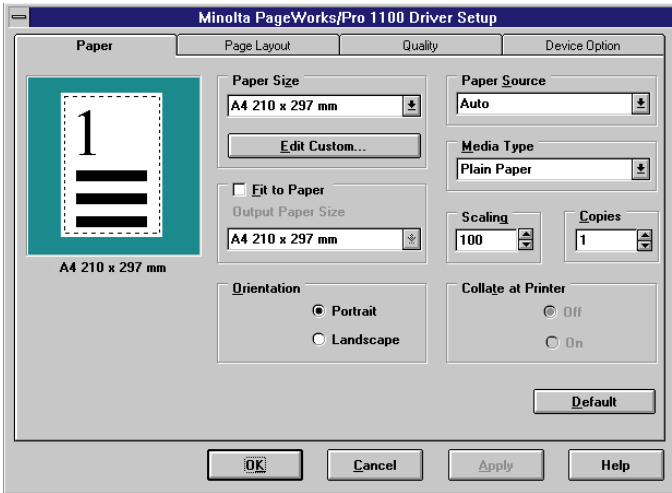 Minolta PageWorks/Pro 1100 Driver Setup
Paper
Page Layout
Quality
Device Option
1
A4 210 x 297 mm
Paper Size
A4 210 x 297 mm
Edit Custom...
Fit to Paper
Output Paper Size
A4 210 x 297 mm
Orientation
Portrait
Landscape
Paper Source
Auto
Media Type
Plain Paper
Scaling
100
Copies
1
Collate at Printer
Off
On
Default
OK
Cancel
Apply
Help